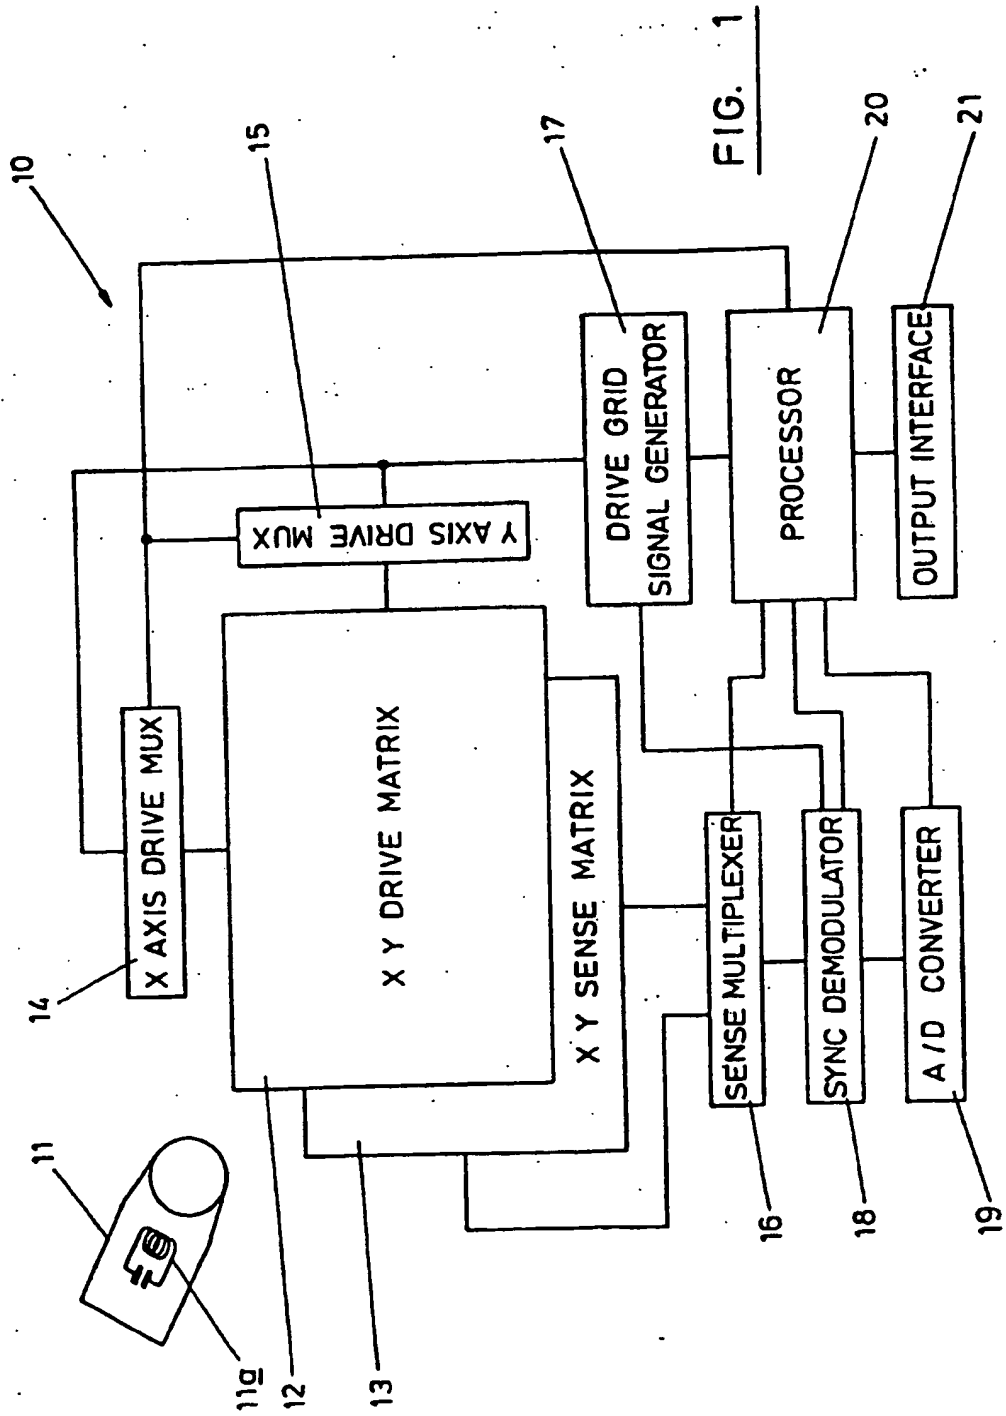 10
11
11a
12
13
14
X AXIS DRIVE MUX
15
Y AXIS DRIVE MUX
X Y DRIVE MATRIX
X Y SENSE MATRIX
17
DRIVE GRID
SIGNAL GENERATOR
SENSE MULTIPLEXER
16
SYNC DEMODULATOR
18
A/D CONVERTER
19
PROCESSOR
20
OUTPUT INTERFACE
21
FIG. 1